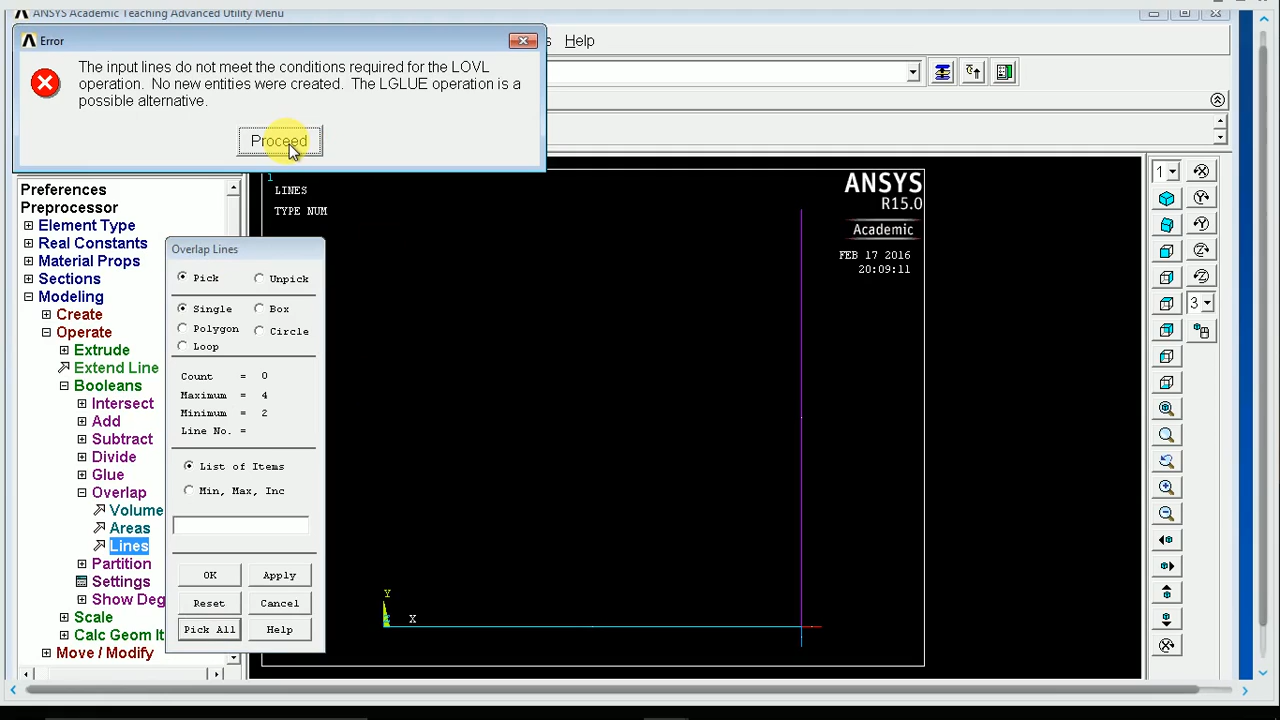 ANSYS Academic Teaching Advanced Utility Menu
Error
The input lines do not meet the conditions required for the LOVL
operation. No new entities were created. The LGLUE operation is a
possible alternative.
Proceed
Help
Preferences
Preprocessor
Element Type
Real Constants
Material Props
Sections
Modeling
Create
Operate
Extrude
Extend Line
Booleans
Intersect
Add
Subtract
Divide
Glue
Overlap
Volume
Areas
Lines
Partition
Settings
Show Deg
Scale
Calc Geom It
Move / Modify
Overlap Lines
Pick Unpick
Single Box
Polygon Circle
Loop
Count = 0
Maximum = 4
Minimum = 2
Line No. =
List of Items
Min, Max, Inc
OK Apply
Reset Cancel
Pick All Help
1
LINES
TYPE NUM
ANSYS
R15.0
Academic
FEB 17 2016
20:09:11
Y
X
1
3